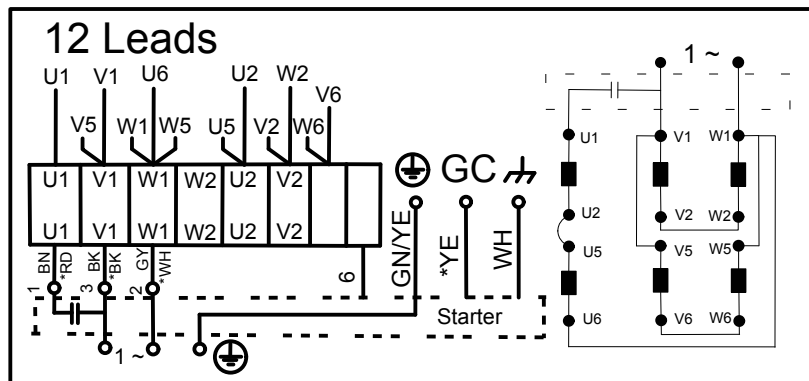 12 Leads
U1 V1 U6 U2 W2 V6
V5 W1 W5 U5 V2 W6
U1 V1 W1 W2 U2 V2
U1 V1 W1 W2 U2 V2
BN *RD BK *BK GY *WH
1 3 2 6
GC
GN/YE *YE WH
Starter
1 ~
1 ~
U1 V1 W1
U2 V2 W2
U5 V5 W5
U6 V6 W6